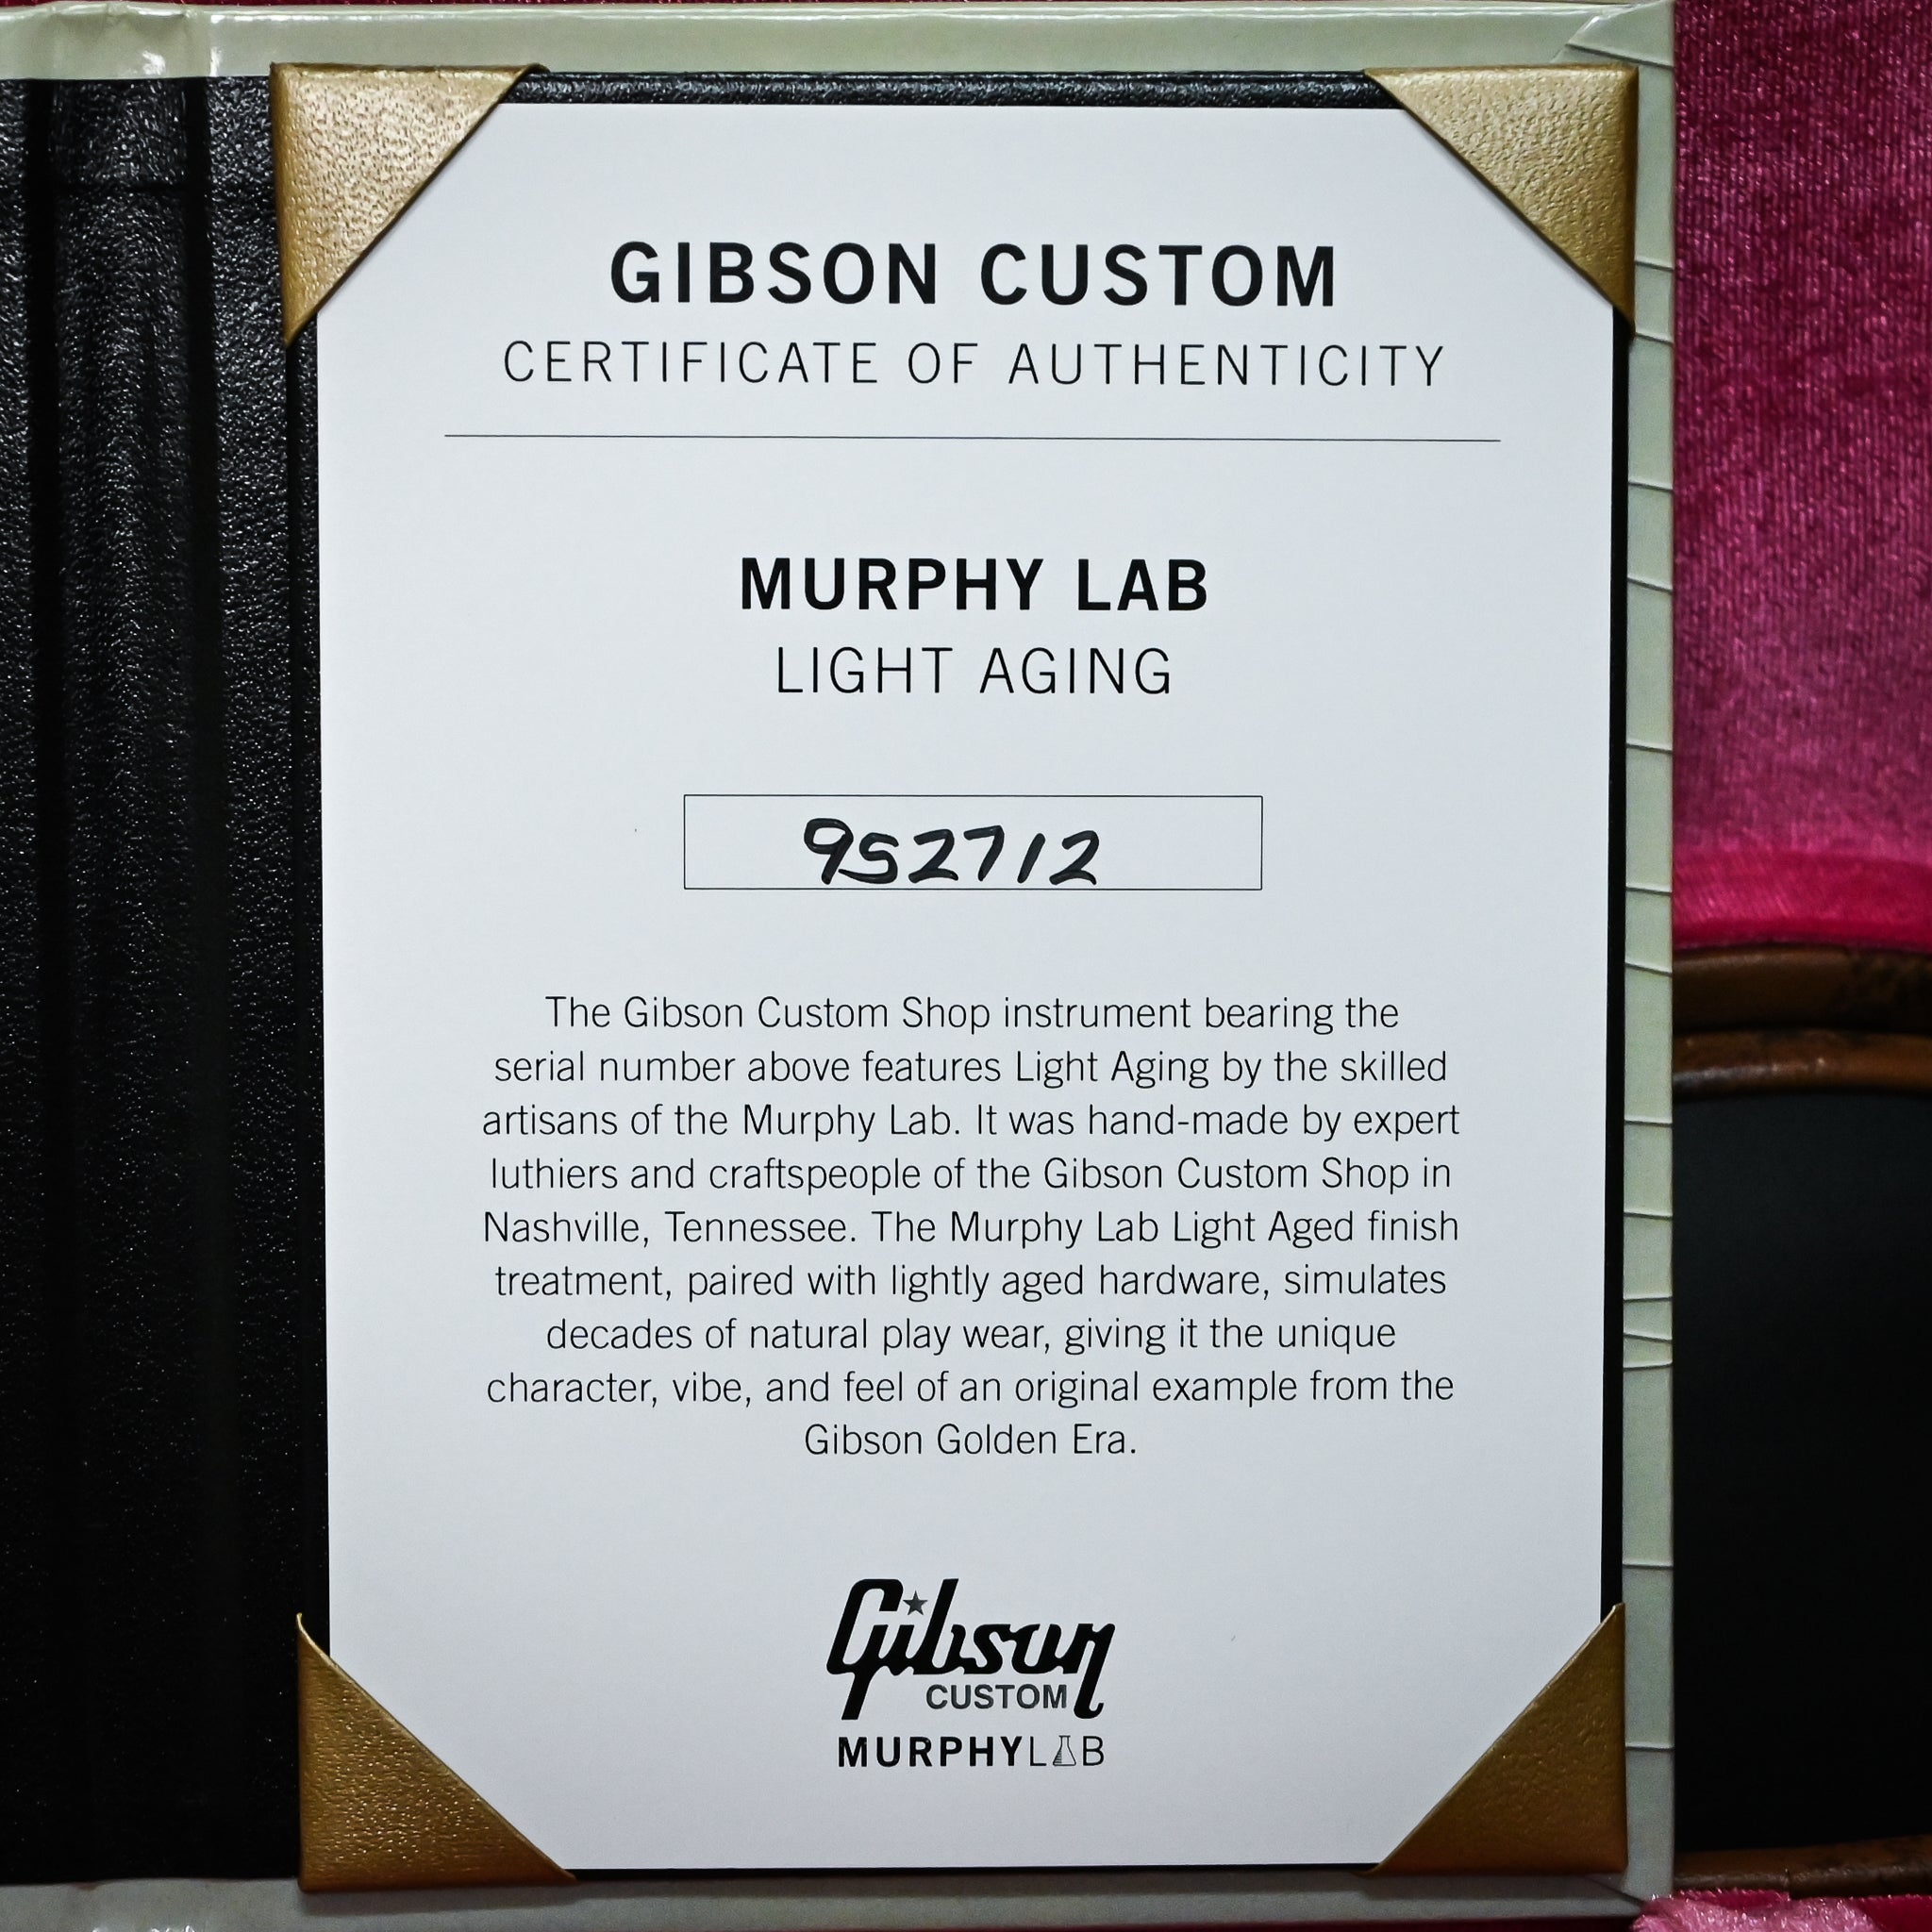 GIBSON CUSTOM
CERTIFICATE OF AUTHENTICITY
MURPHY LAB
LIGHT AGING
952712
The Gibson Custom Shop instrument bearing the
serial number above features Light Aging by the skilled
artisans of the Murphy Lab. It was hand-made by expert
luthiers and craftspeople of the Gibson Custom Shop in
Nashville, Tennessee. The Murphy Lab Light Aged finish
treatment, paired with lightly aged hardware, simulates
decades of natural play wear, giving it the unique
character, vibe, and feel of an original example from the
Gibson Golden Era.
Gibson
CUSTOM
MURPHYLAB